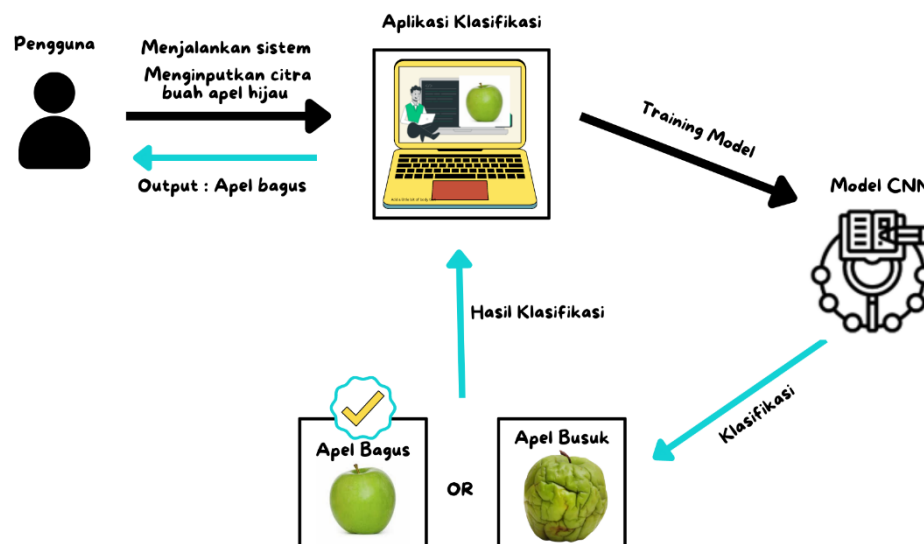 Aplikasi Klasifikasi
Pengguna
Menjalankan sistem
Menginputkan citra
buah apel hijau
Output : Apel bagus
Training Model
Model CNN
Hasil Klasifikasi
Klasifikasi
Apel Bagus
OR
Apel Busuk